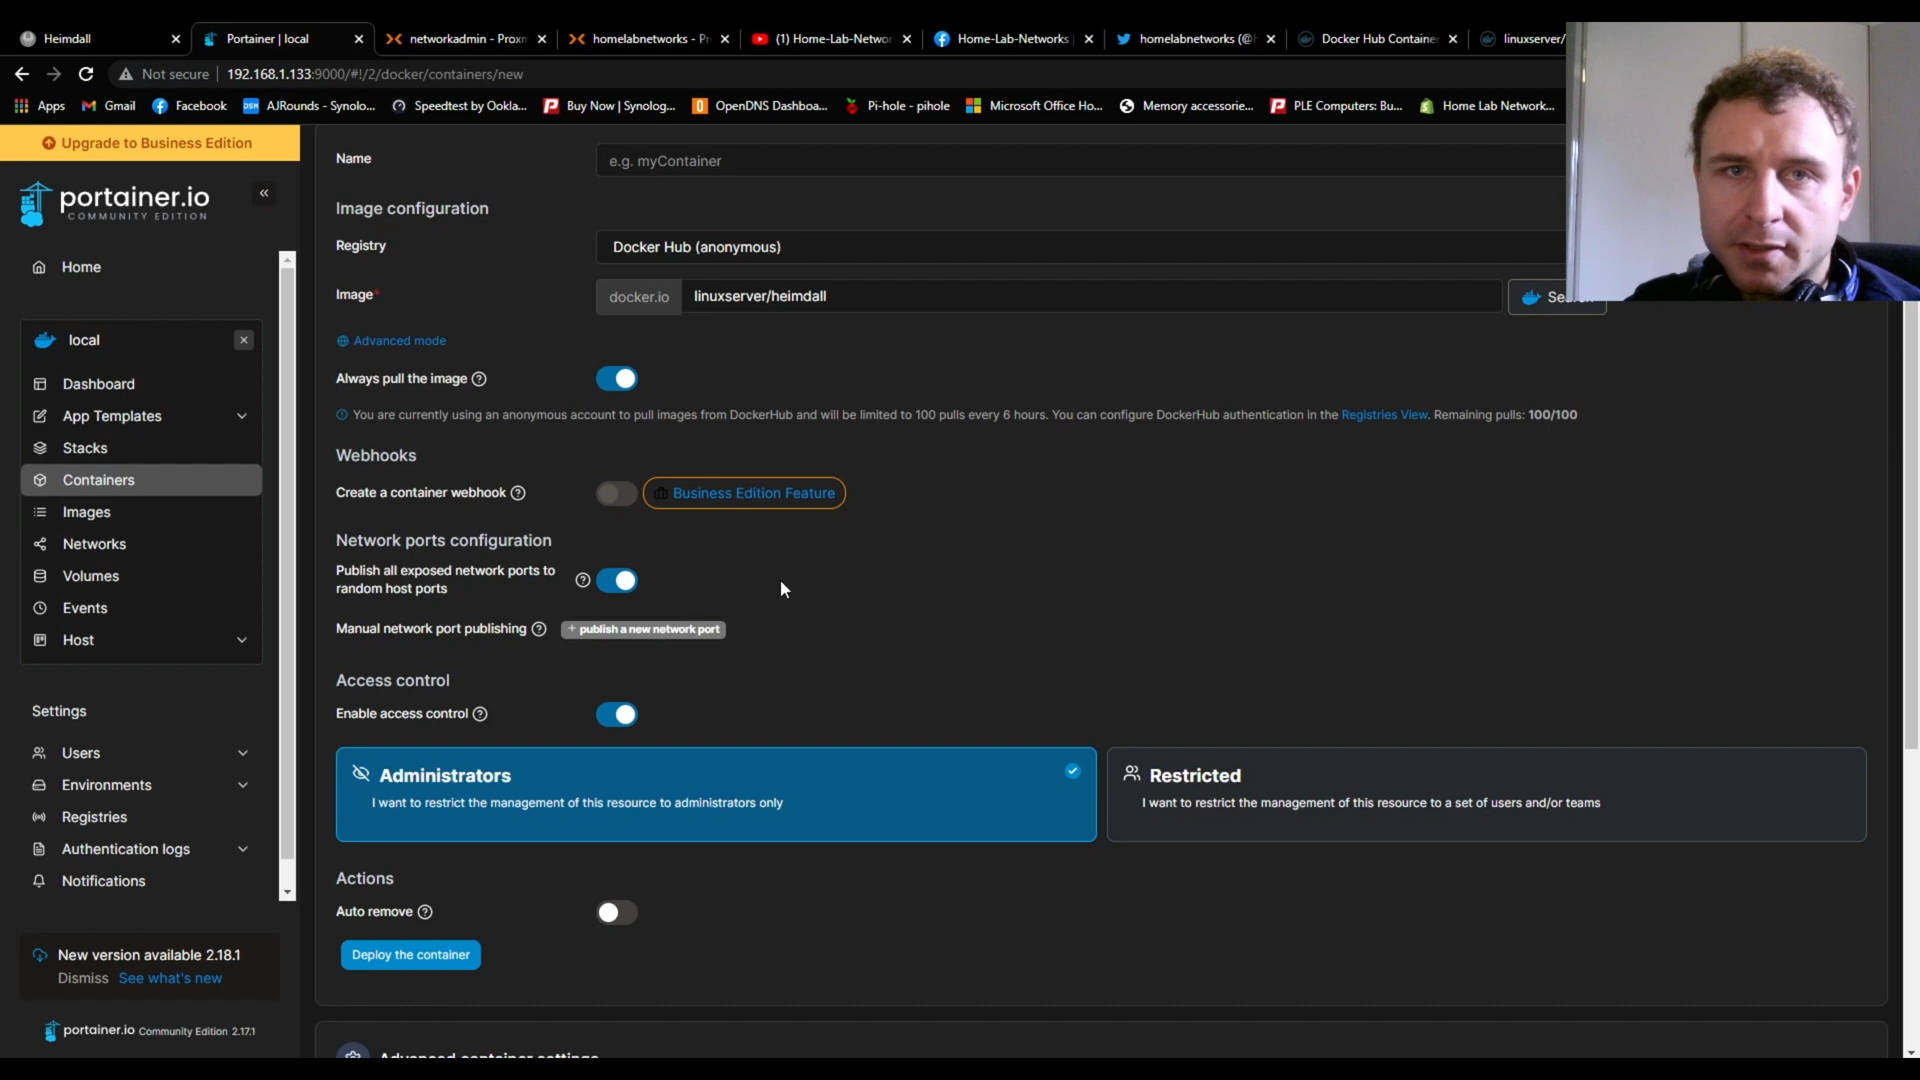 Heimdall
Portainer | local
networkadmin - Proxm
homelabnetworks - Pr
(1) Home-Lab-Networ
Home-Lab-Networks
homelabnetworks (@h
Docker Hub Container
linuxserver/
Not secure
192.168.1.133:9000/#!/2/docker/containers/new
Apps
Gmail
Facebook
DSM
AJRounds - Synolo...
Speedtest by Ookla...
Buy Now | Synolog...
OpenDNS Dashboa...
Pi-hole - pihole
Microsoft Office Ho...
Memory accessorie...
PLE Computers: Bu...
Home Lab Network...
Upgrade to Business Edition
portainer.io
COMMUNITY EDITION
Home
local
Dashboard
App Templates
Stacks
Containers
Images
Networks
Volumes
Events
Host
Settings
Users
Environments
Registries
Authentication logs
Notifications
New version available 2.18.1
Dismiss See what's new
portainer.io Community Edition 2.17.1
Name
e.g. myContainer
Image configuration
Registry
Docker Hub (anonymous)
Image*
docker.io
linuxserver/heimdall
Advanced mode
Always pull the image
You are currently using an anonymous account to pull images from DockerHub and will be limited to 100 pulls every 6 hours. You can configure DockerHub authentication in the Registries View. Remaining pulls: 100/100
Webhooks
Create a container webhook
Business Edition Feature
Network ports configuration
Publish all exposed network ports to
random host ports
Manual network port publishing
+ publish a new network port
Access control
Enable access control
Administrators
I want to restrict the management of this resource to administrators only
Restricted
I want to restrict the management of this resource to a set of users and/or teams
Actions
Auto remove
Deploy the container
Advanced container settings